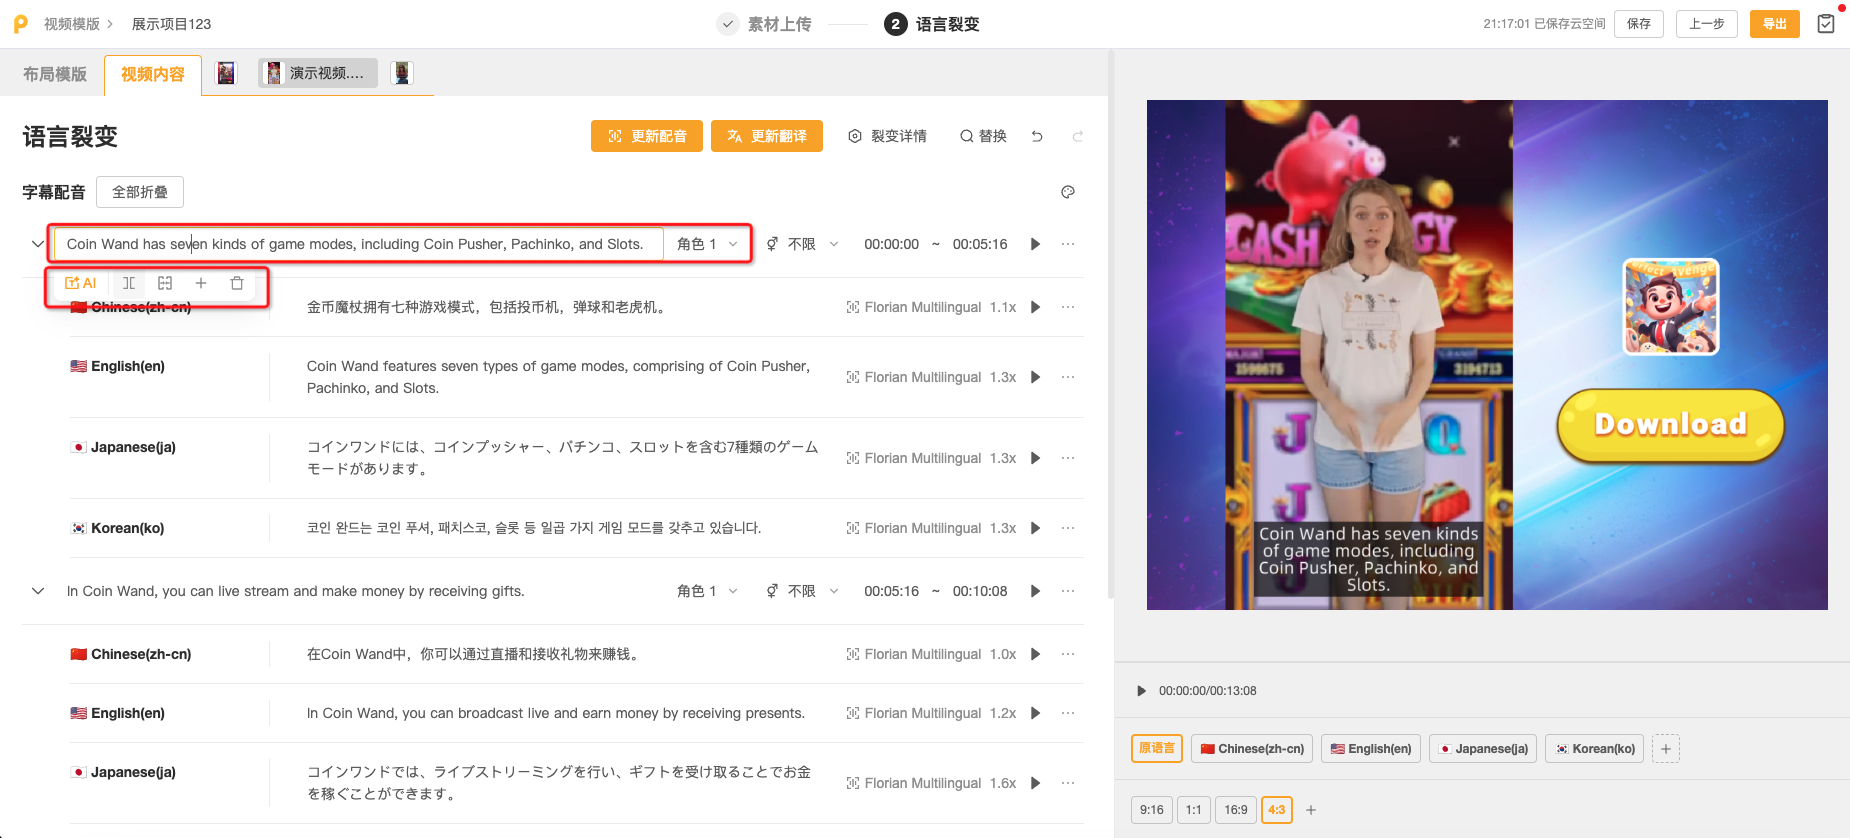 视频模版
展示项目123
素材上传
2 语言裂变
21:17:01 已保存云空间
保存
上一步
导出
布局模版
视频内容
演示视频....
语言裂变
更新配音
更新翻译
裂变详情
替换
字幕配音
全部折叠
Coin Wand has seven kinds of game modes, including Coin Pusher, Pachinko, and Slots.
角色 1
不限
00:00:00 ~ 00:05:16
AI
Chinese(zh-cn)
金币魔杖拥有七种游戏模式，包括投币机，弹球和老虎机。
Florian Multilingual 1.1x
English(en)
Coin Wand features seven types of game modes, comprising of Coin Pusher,
Pachinko, and Slots.
Florian Multilingual 1.3x
Japanese(ja)
コインワンドには、コインプッシャー、パチンコ、スロットを含む7種類のゲーム
モードがあります。
Florian Multilingual 1.3x
Korean(ko)
코인 완드는 코인 푸셔, 패치스코, 슬롯 등 일곱 가지 게임 모드를 갖추고 있습니다.
Florian Multilingual 1.3x
In Coin Wand, you can live stream and make money by receiving gifts.
角色 1
不限
00:05:16 ~ 00:10:08
Chinese(zh-cn)
在Coin Wand中，你可以通过直播和接收礼物来赚钱。
Florian Multilingual 1.0x
English(en)
In Coin Wand, you can broadcast live and earn money by receiving presents.
Florian Multilingual 1.2x
Japanese(ja)
コインワンドでは、ライブストリーミングを行い、ギフトを受け取ることでお金
を稼ぐことができます。
Florian Multilingual 1.6x
CASH
1598675
3194713
J
Q
J
Download
Coin Wand has seven kinds
of game modes, including
Coin Pusher, Pachinko, and
Slots.
00:00:00/00:13:08
原语言
Chinese(zh-cn)
English(en)
Japanese(ja)
Korean(ko)
9:16
1:1
16:9
4:3